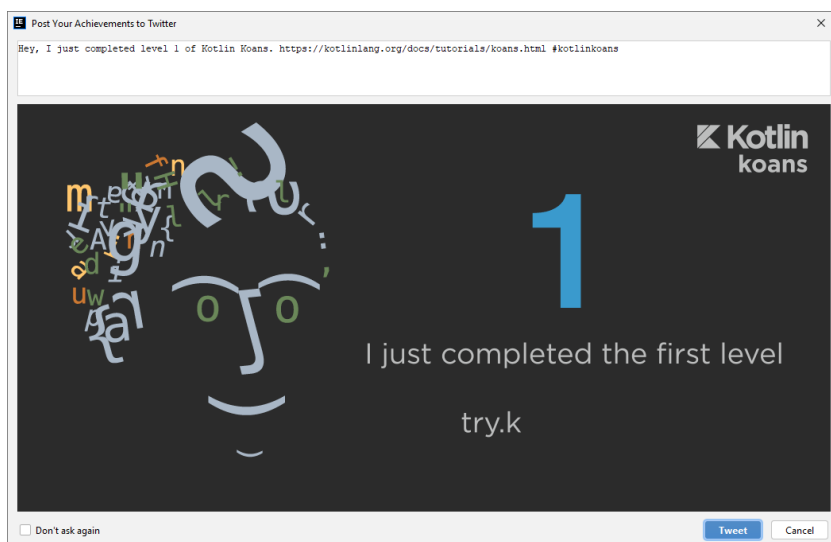 Post Your Achievements to Twitter
Hey, I just completed level 1 of Kotlin Koans. https://kotlinlang.org/docs/tutorials/koans.html #kotlinkoans
Kotlin
koans
1
I just completed the first level
try.k
Don't ask again
Tweet
Cancel